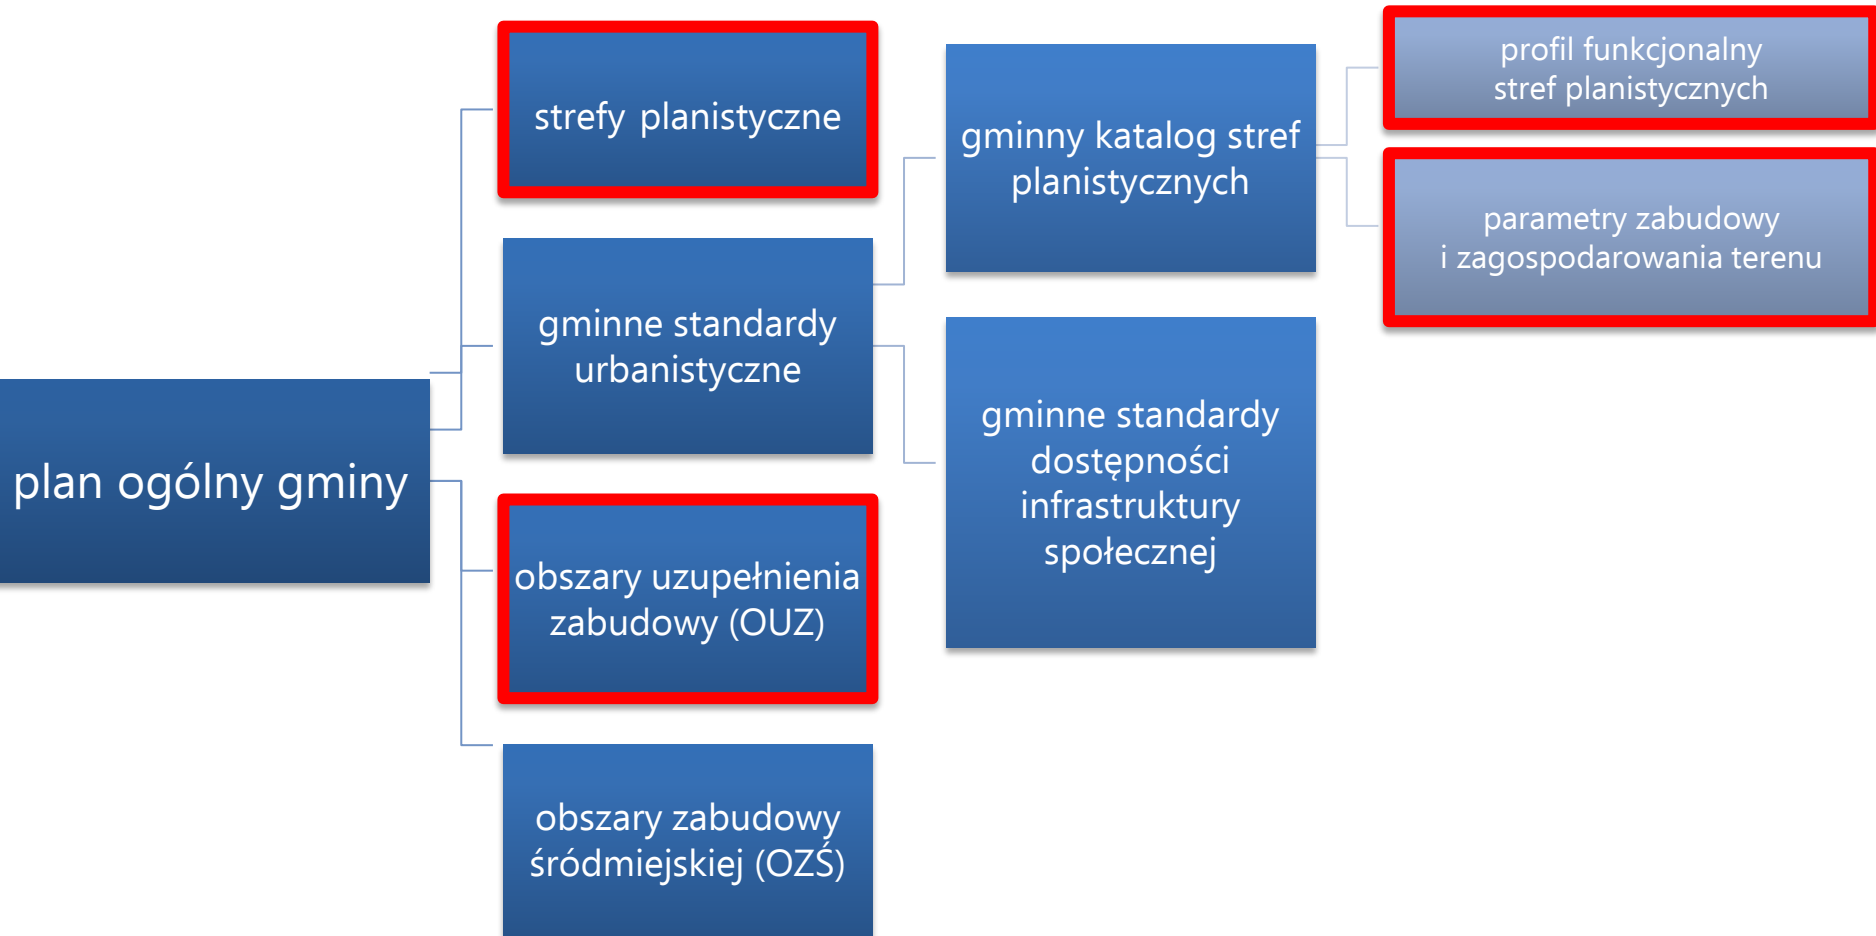 plan ogólny gminy
strefy planistyczne
gminne standardy
urbanistyczne
obszary uzupełnienia
zabudowy (OUZ)
obszary zabudowy
śródmiejskiej (OZŚ)
gminny katalog stref
planistycznych
gminne standardy
dostępności
infrastruktury
społecznej
profil funkcjonalny
stref planistycznych
parametry zabudowy
i zagospodarowania terenu